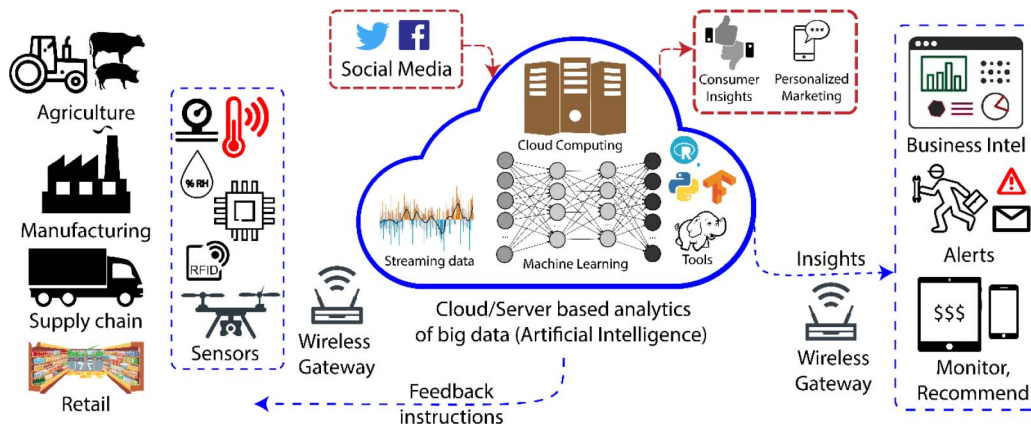 Agriculture
Manufacturing
Supply chain
Retail
% RH
RFID
Sensors
Wireless
Gateway
Social Media
Cloud Computing
Streaming data
Machine Learning
R
Tools
Cloud/Server based analytics
of big data (Artificial Intelligence)
Feedback
instructions
Consumer
Insights
Personalized
Marketing
Insights
Wireless
Gateway
Business Intel
Alerts
$$$
Monitor,
Recommend